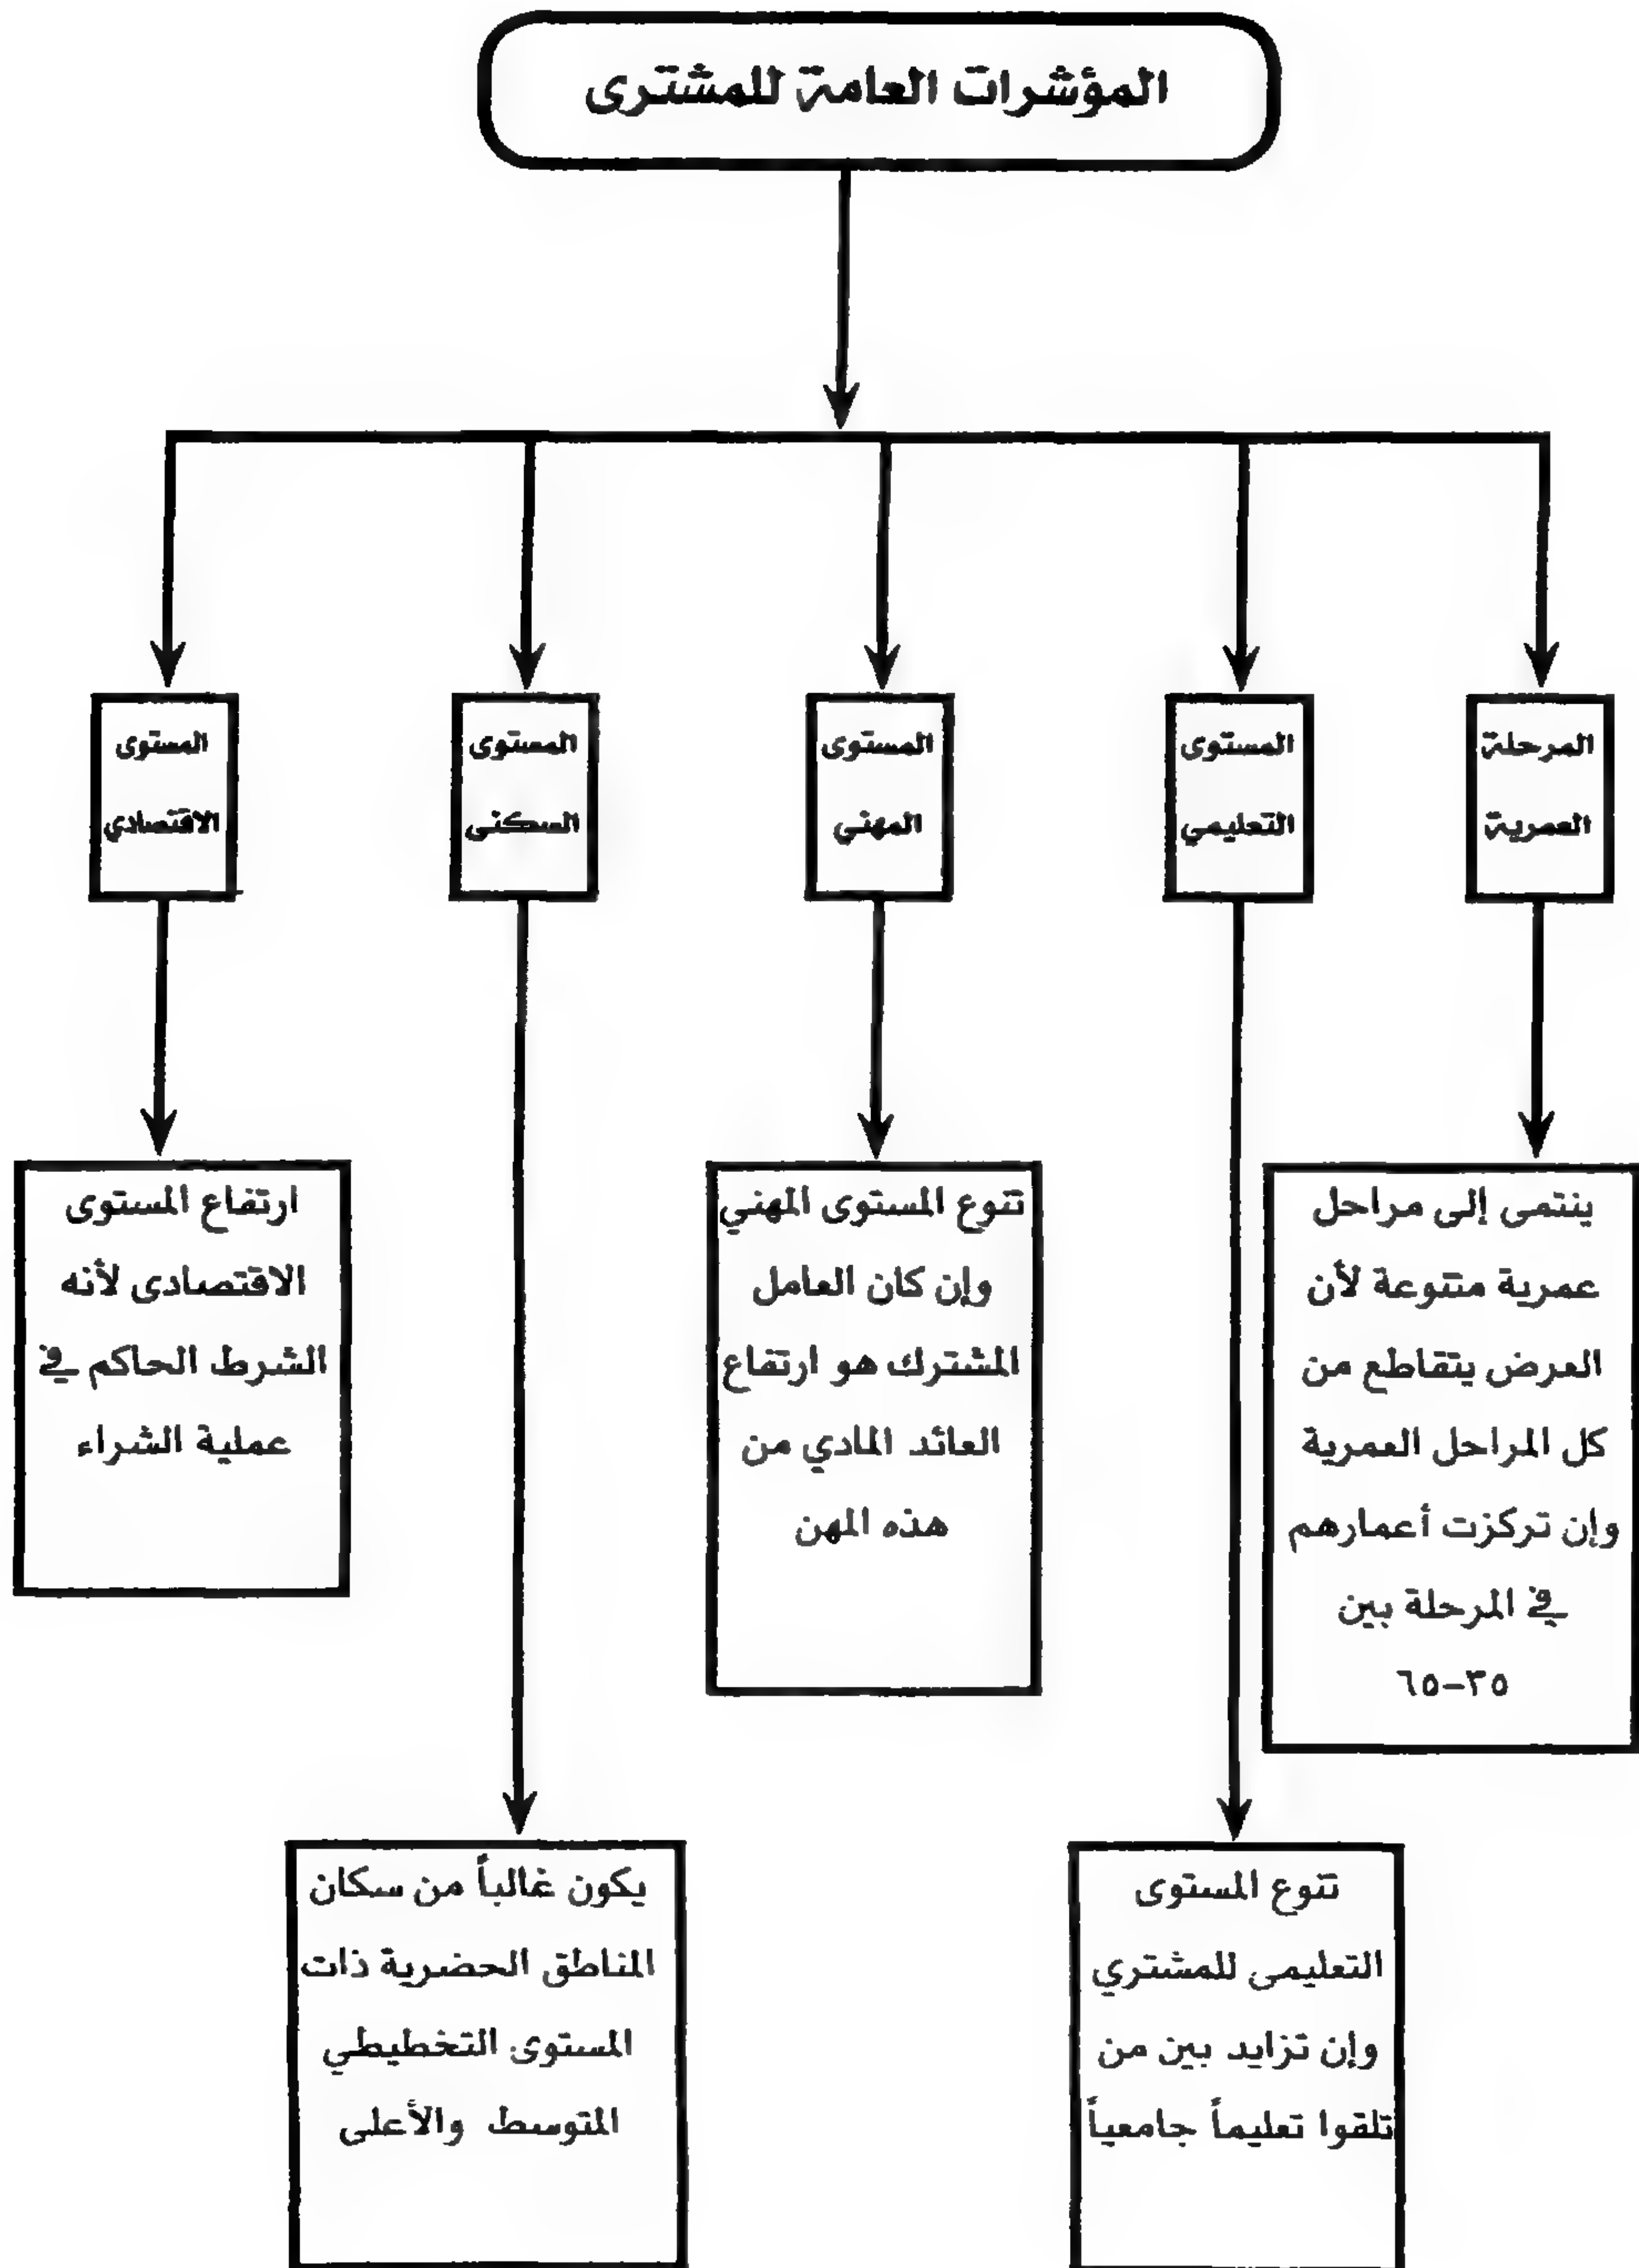 المؤشرات العامة للمشترى
المرحلة
العمرية
المستوى
التعليمي
المستوى
المهني
المستوى
السكنى
المستوى
الاقتصادي
ينتمى إلى مراحل
عمرية متنوعة لأن
العرض يتقاطع من
كل المراحل العمرية
وإن تركزت أعمارهم
في المرحلة بين
٣٥-٦٥
تنوع المستوى المهني
وإن كان العامل
المشترك هو ارتفاع
العائد المادي من
هذه المهن
ارتفاع المستوى
الاقتصادى لأنه
الشرط الحاكم في
عملية الشراء
تنوع المستوى
التعليمى للمشتري
وإن تزايد بين من
تلقوا تعليماً جامعياً
يكون غالباً من سكان
المناطق الحضرية ذات
المستوى التخطيطي
المتوسط والأعلى